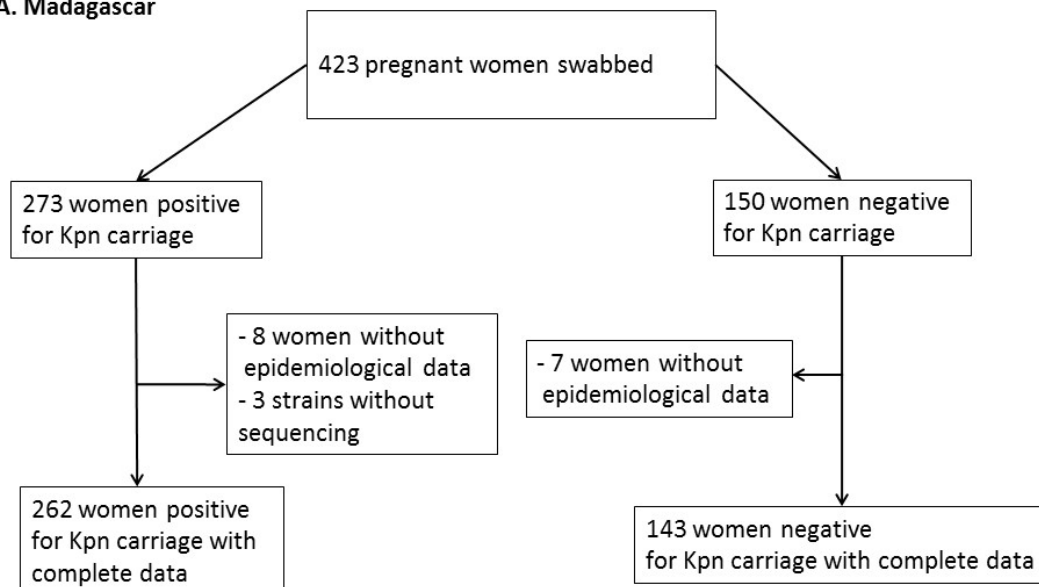 A. Madagascar
423 pregnant women swabbed
273 women positive
for Kpn carriage
150 women negative
for Kpn carriage
- 8 women without
epidemiological data
- 3 strains without
sequencing
- 7 women without
epidemiological data
262 women positive
for Kpn carriage with
complete data
143 women negative
for Kpn carriage with complete data